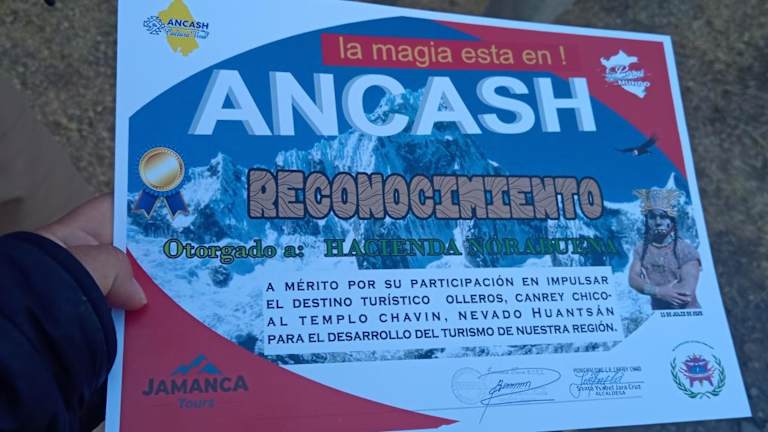 ANCASH
la magia esta en !
ANCASH
RECONOCIMIENTO
Otorgado a: HACIENDA NORABUENA
A MÉRITO POR SU PARTICIPACIÓN EN IMPULSAR
EL DESTINO TURÍSTICO OLLEROS, CANREY CHICO-
AL TEMPLO CHAVIN, NEVADO HUANTSÁN
PARA EL DESARROLLO DEL TURISMO DE NUESTRA REGIÓN.
JAMANCA
Tours
ALCALDESA